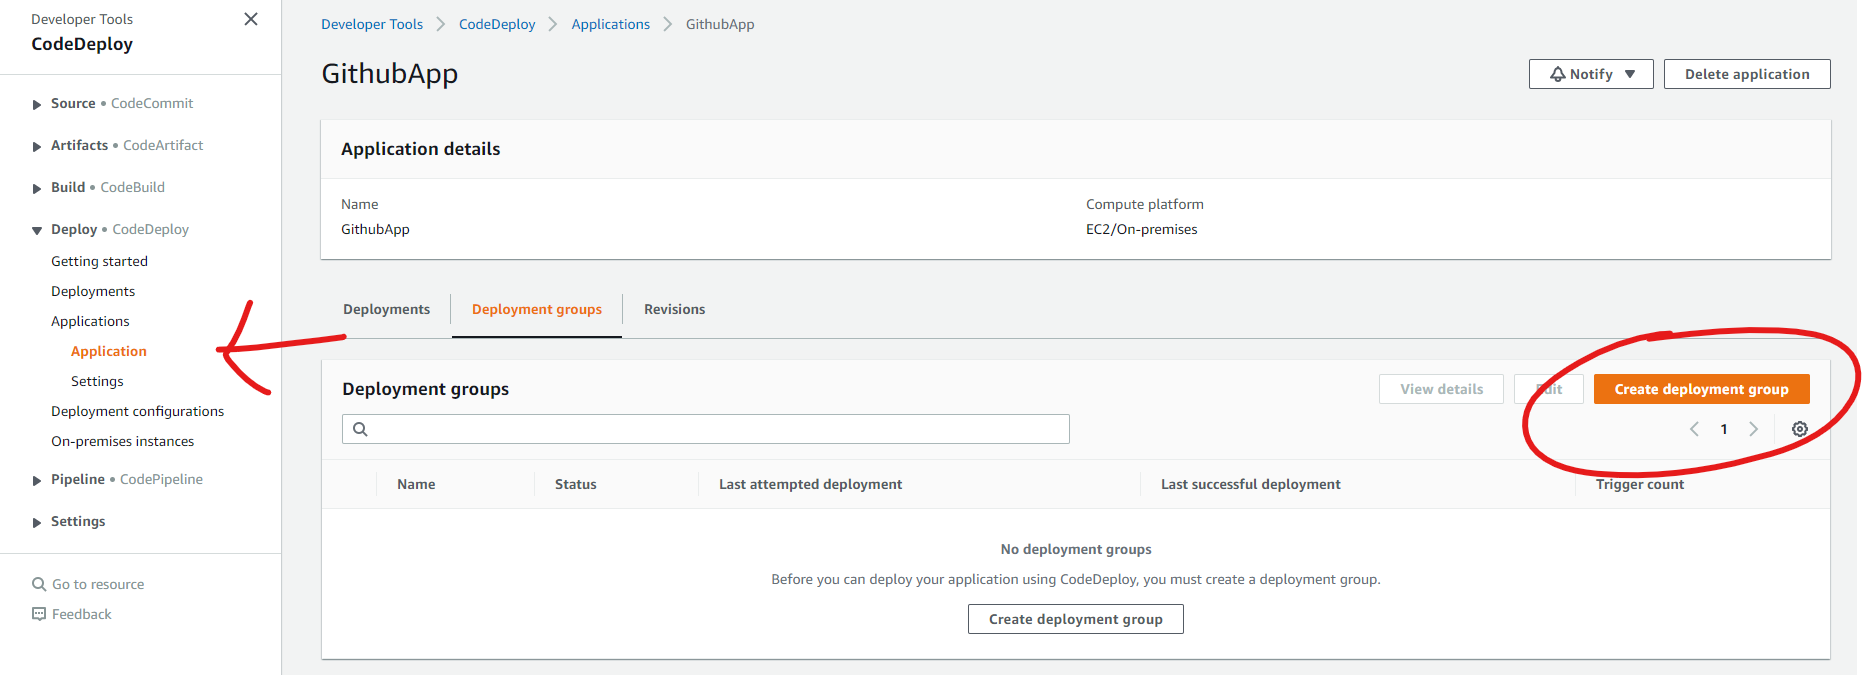 Developer Tools
CodeDeploy
Source • CodeCommit
Artifacts • CodeArtifact
Build • CodeBuild
Deploy • CodeDeploy
Getting started
Deployments
Applications
Application
Settings
Deployment configurations
On-premises instances
Pipeline • CodePipeline
Settings
Go to resource
Feedback
Developer Tools > CodeDeploy > Applications > GithubApp
GithubApp
Notify
Delete application
Application details
Name
GithubApp
Compute platform
EC2/On-premises
Deployments
Deployment groups
Revisions
Deployment groups
View details
Edit
Create deployment group
1
Name
Status
Last attempted deployment
Last successful deployment
Trigger count
No deployment groups
Before you can deploy your application using CodeDeploy, you must create a deployment group.
Create deployment group